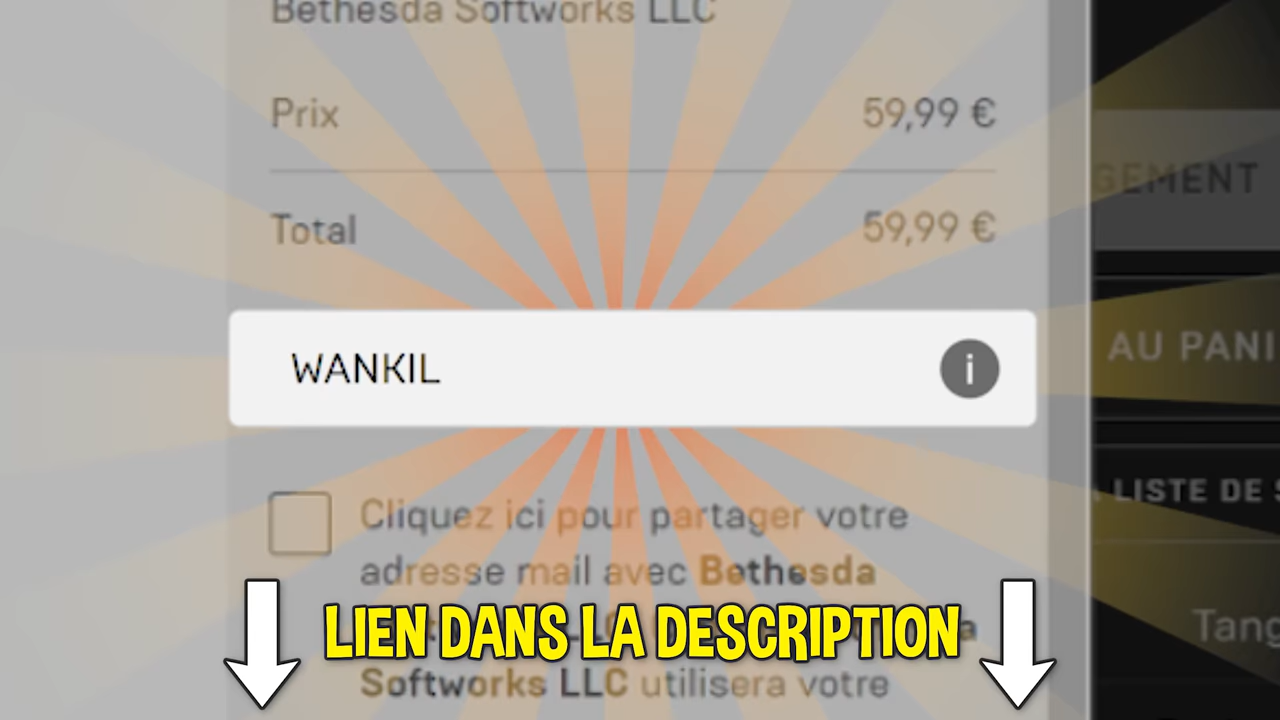 Bethesda Softworks LLC
Prix 59,99 €
Total 59,99 €
GEMENT
AU PANI
WANKIL
i
LISTE DE
Cliquez ici pour partager votre
adresse mail avec Bethesda
Tang
LIEN DANS LA DESCRIPTION
Softworks LLC utilisera votre